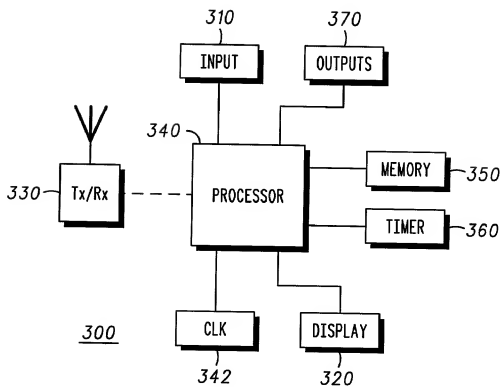 310
370
INPUT
OUTPUTS
340
330
Tx/Rx
PROCESSOR
MEMORY
350
TIMER
360
CLK
DISPLAY
300
342
320